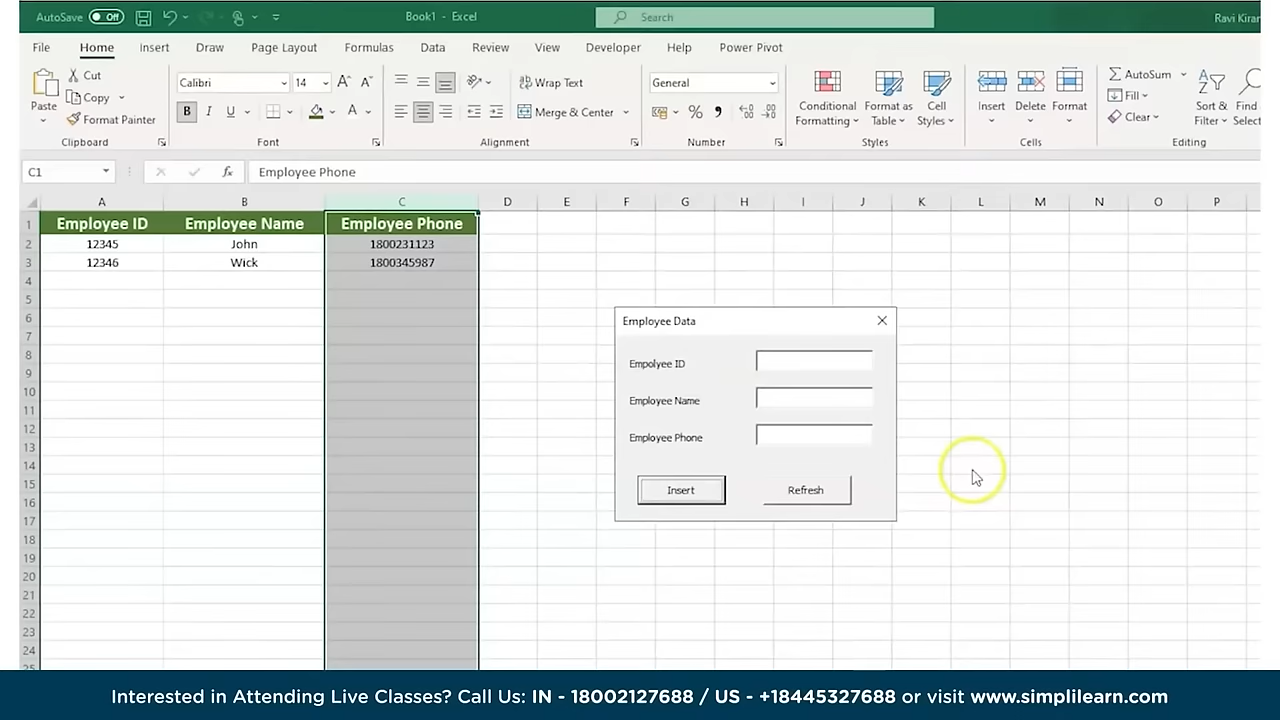 AutoSave Off Book1 - Excel Search Ravi Kiran
File Home Insert Draw Page Layout Formulas Data Review View Developer Help Power Pivot
Paste
Cut
Copy
Format Painter
Clipboard
Calibri 14
B I U A
Font
Wrap Text
Merge & Center
Alignment
General
%
Number
Conditional Formatting
Format as Table
Cell Styles
Styles
Insert
Delete
Format
Cells
AutoSum
Fill
Clear
Sort & Filter
Find
Select
Editing
C1 fx Employee Phone
A B C D E F G H I J K L M N O P
1 Employee ID Employee Name Employee Phone
2 12345 John 1800231123
3 12346 Wick 1800345987
4
5
6
7
8
9
10
11
12
13
14
15
16
17
18
19
20
21
22
23
24
25
Employee Data
Empolyee ID
Employee Name
Employee Phone
Insert Refresh
Interested in Attending Live Classes? Call Us: IN - 18002127688 / US - +18445327688 or visit www.simplilearn.com